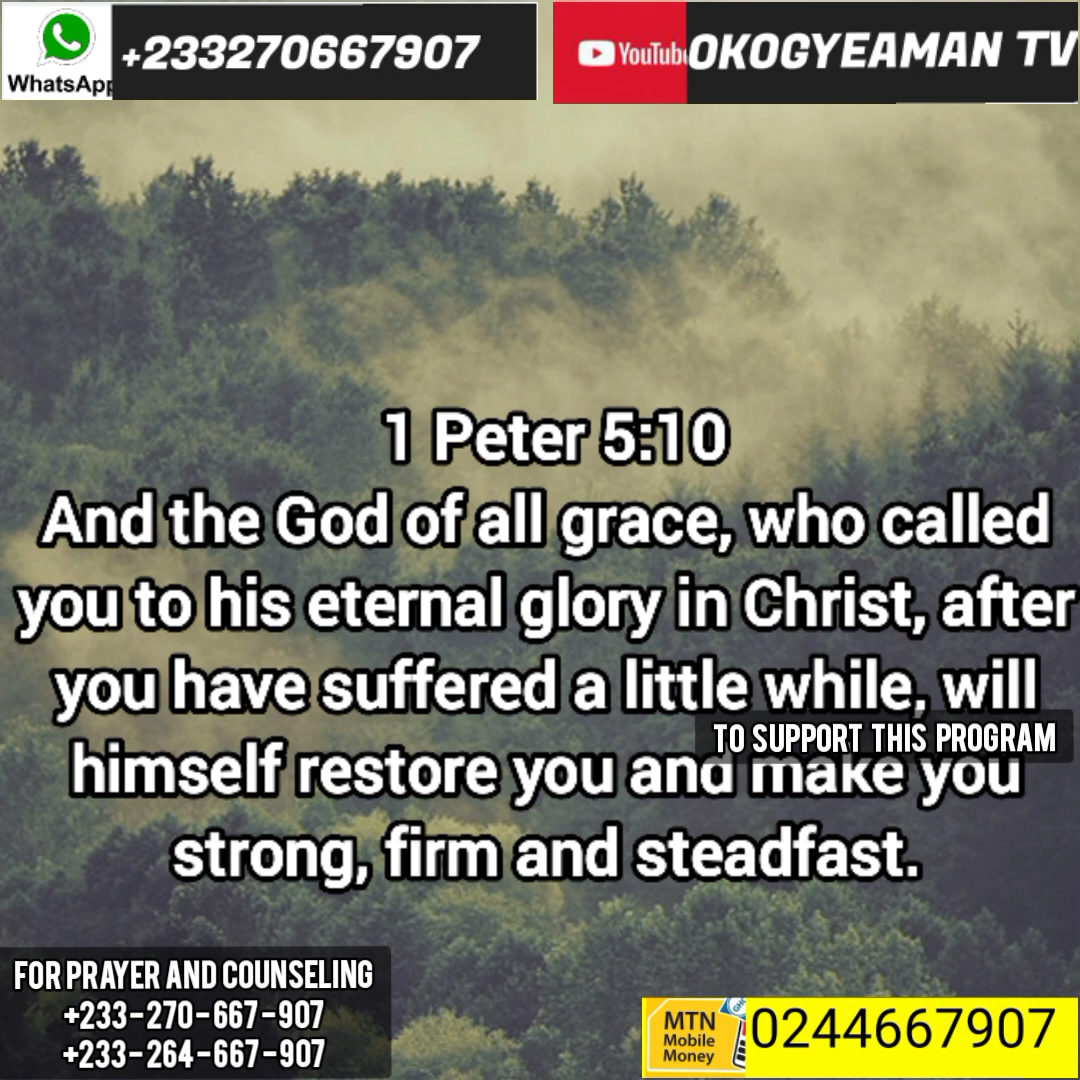 WhatsApp
+233270667907
YouTube
OKOGYEAMAN TV
1 Peter 5:10
And the God of all grace, who called
you to his eternal glory in Christ, after
you have suffered a little while, will
TO SUPPORT THIS PROGRAM
himself restore you and make you
strong, firm and steadfast.
FOR PRAYER AND COUNSELING
+233-270-667-907
+233-264-667-907
MTN
Mobile
Money
0244667907